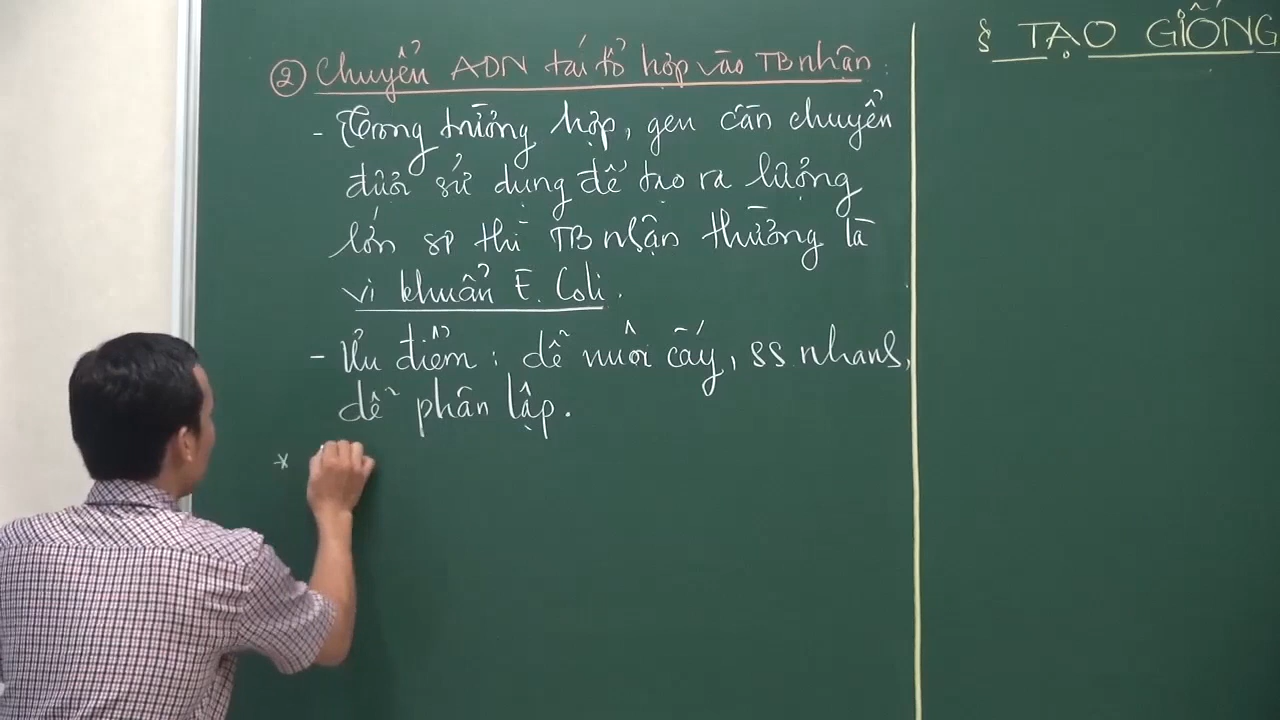 ② Chuyển ADN tái tổ hợp vào TB nhận:
- Trong trường hợp, gen cần chuyển
được sử dụng để tạo ra lượng
lớn sp thì TB nhận thường là
vi khuẩn E. Coli.
- Ưu điểm: dễ nuôi cấy, ss nhanh,
dễ phân lập.
*
§ TẠO GIỐNG